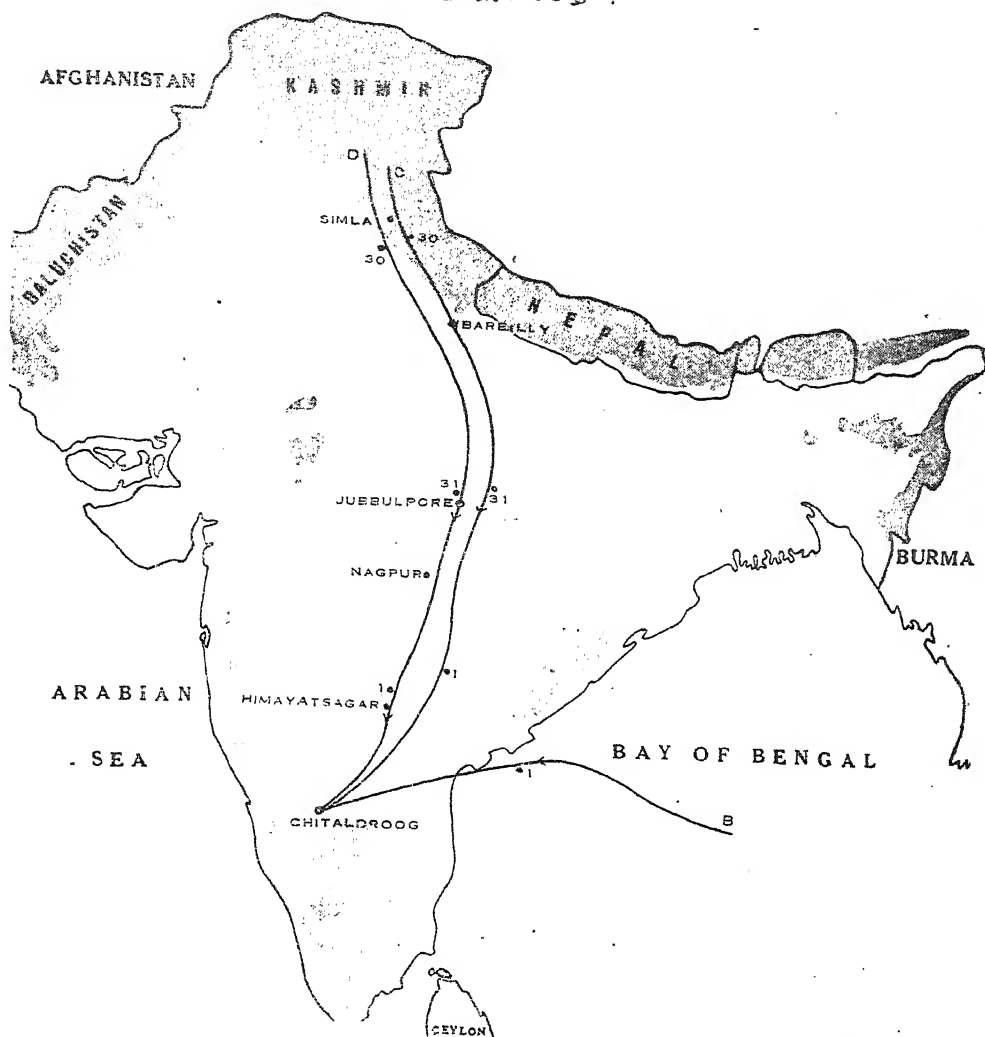 AFGHANISTAN
KASHMIR
D
C
SIMLA
30
30
BALUCHISTAN
NEPAL
BAREILLY
31
JUBBULPORE
31
BURMA
NAGPUR
1
1
ARABIAN
HIMAYATSAGAR
SEA
BAY OF BENGAL
1
CHITALDROOG
B
CEYLON